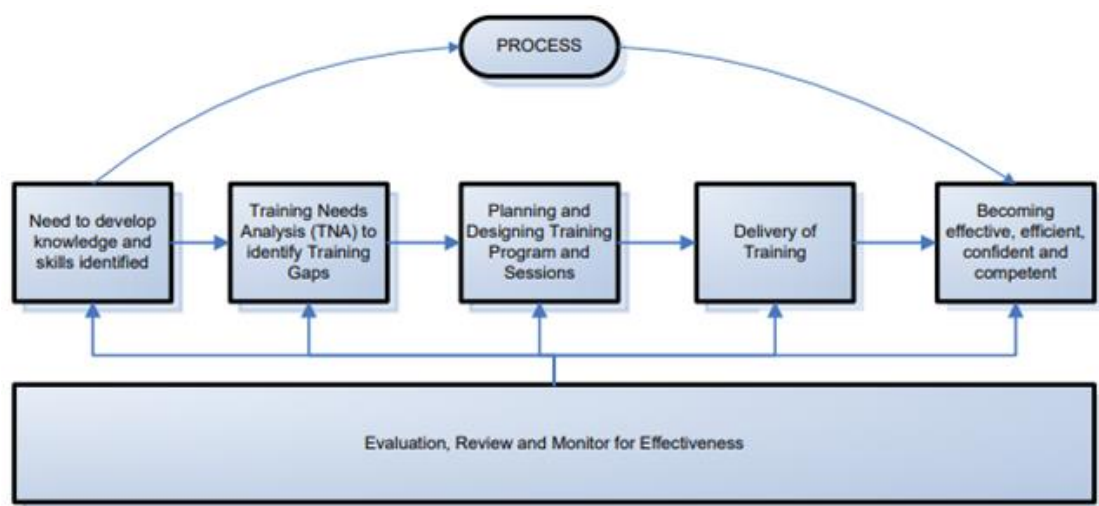 PROCESS
Need to develop
knowledge and
skills identified
Training Needs
Analysis (TNA) to
identify Training
Gaps
Planning and
Designing Training
Program and
Sessions
Delivery of
Training
Becoming
effective, efficient,
confident and
competent
Evaluation, Review and Monitor for Effectiveness